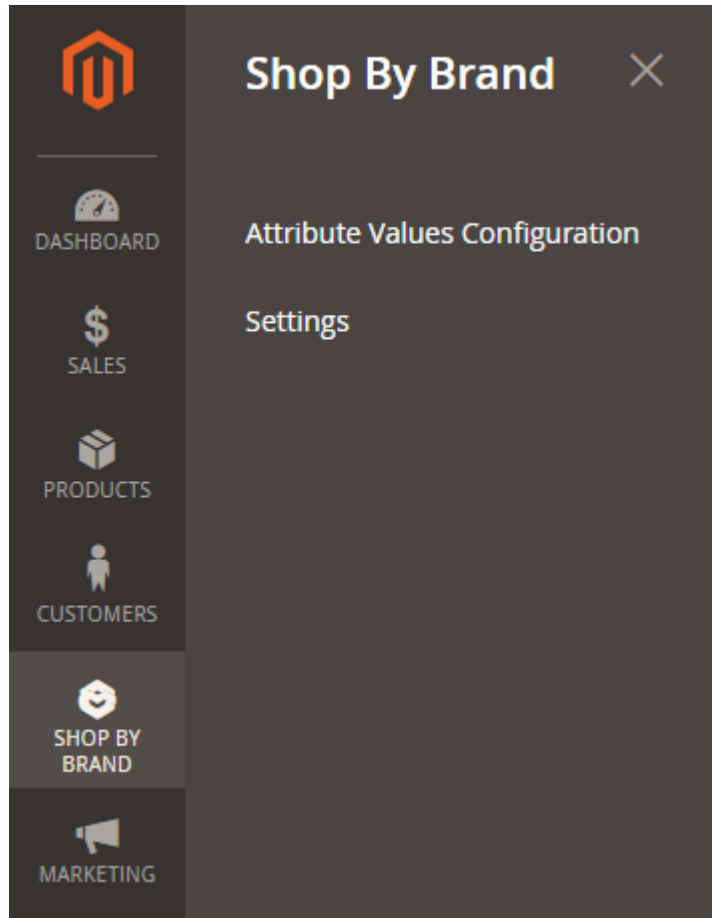 Shop By Brand
DASHBOARD
Attribute Values Configuration
$
SALES
Settings
PRODUCTS
CUSTOMERS
SHOP BY
BRAND
MARKETING